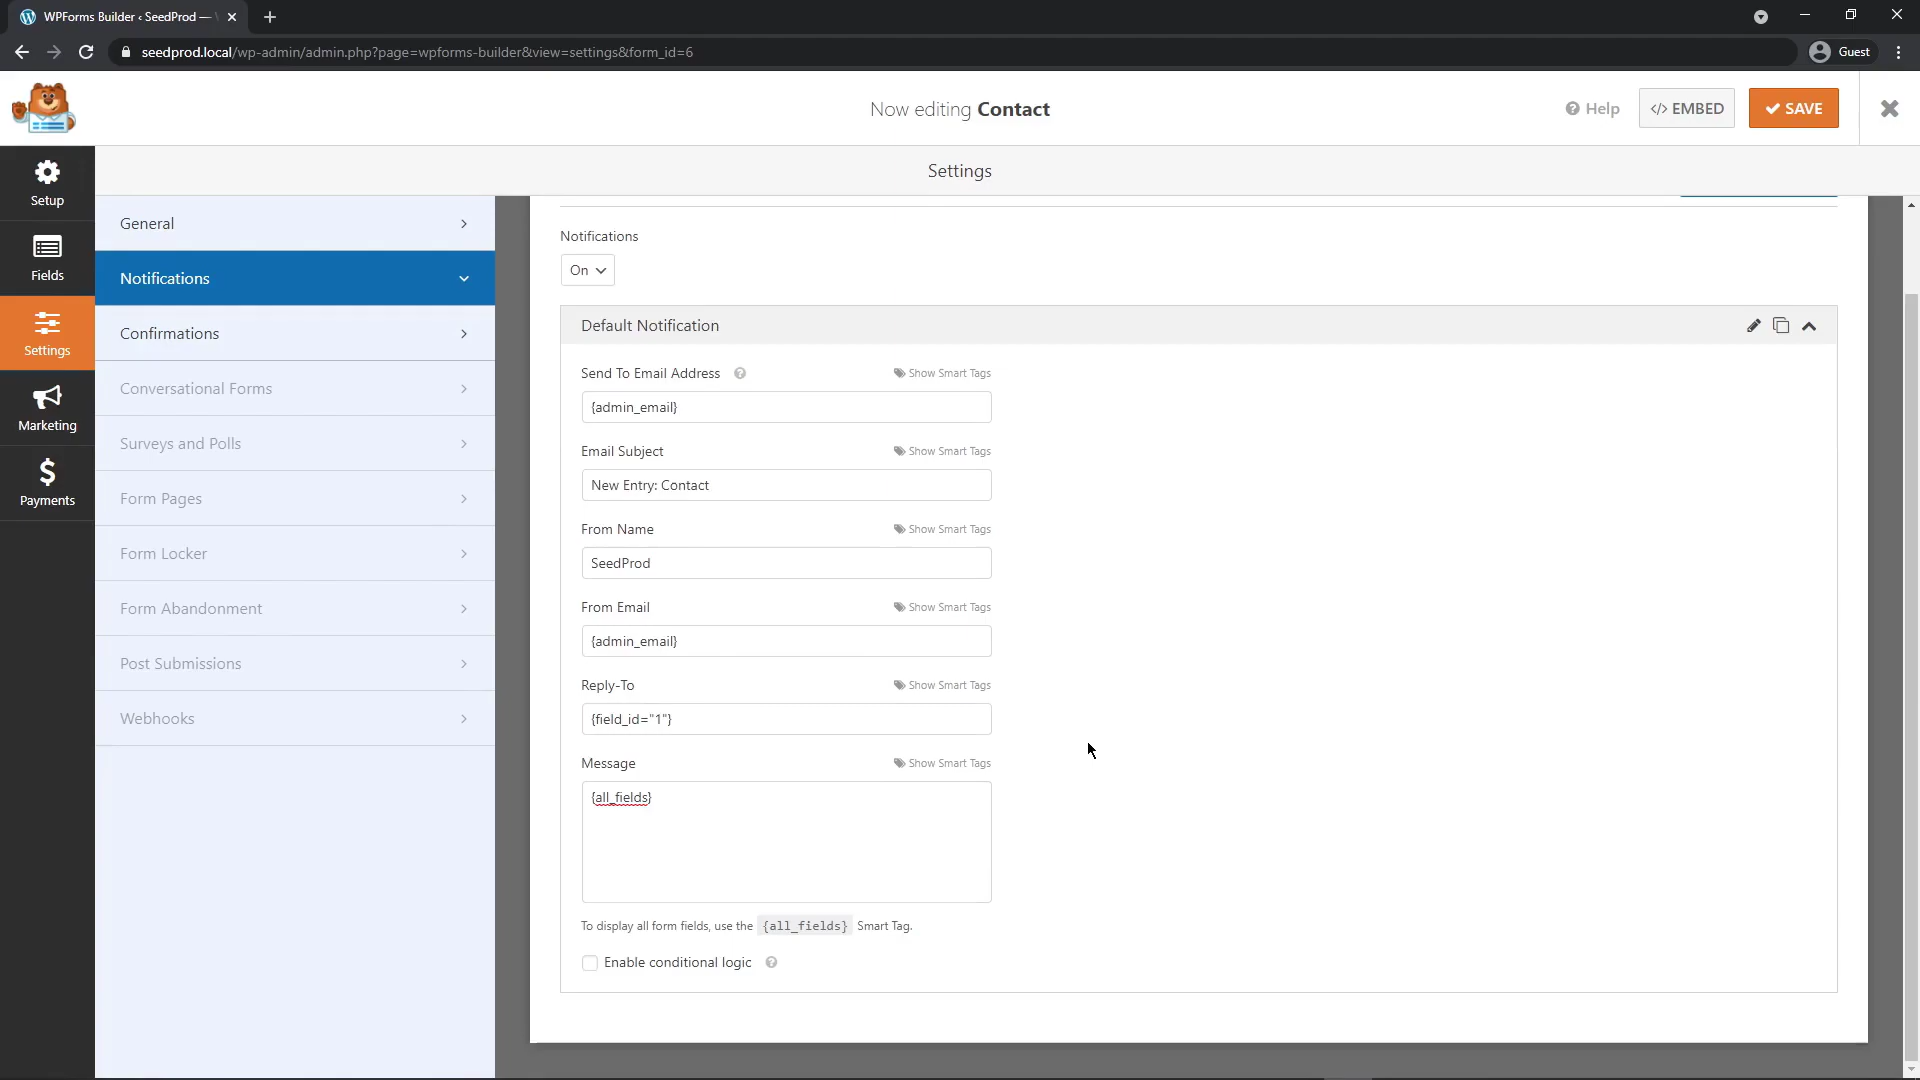 WPForms Builder ‹ SeedProd —
seedprod.local/wp-admin/admin.php?page=wpforms-builder&view=settings&form_id=6
Guest
Now editing Contact
Help
</> EMBED
SAVE
Settings
Setup
Fields
Settings
Marketing
Payments
General
Notifications
Confirmations
Conversational Forms
Surveys and Polls
Form Pages
Form Locker
Form Abandonment
Post Submissions
Webhooks
Notifications
On
Default Notification
Send To Email Address
Show Smart Tags
{admin_email}
Email Subject
Show Smart Tags
New Entry: Contact
From Name
Show Smart Tags
SeedProd
From Email
Show Smart Tags
{admin_email}
Reply-To
Show Smart Tags
{field_id="1"}
Message
Show Smart Tags
{all_fields}
To display all form fields, use the {all_fields} Smart Tag.
Enable conditional logic